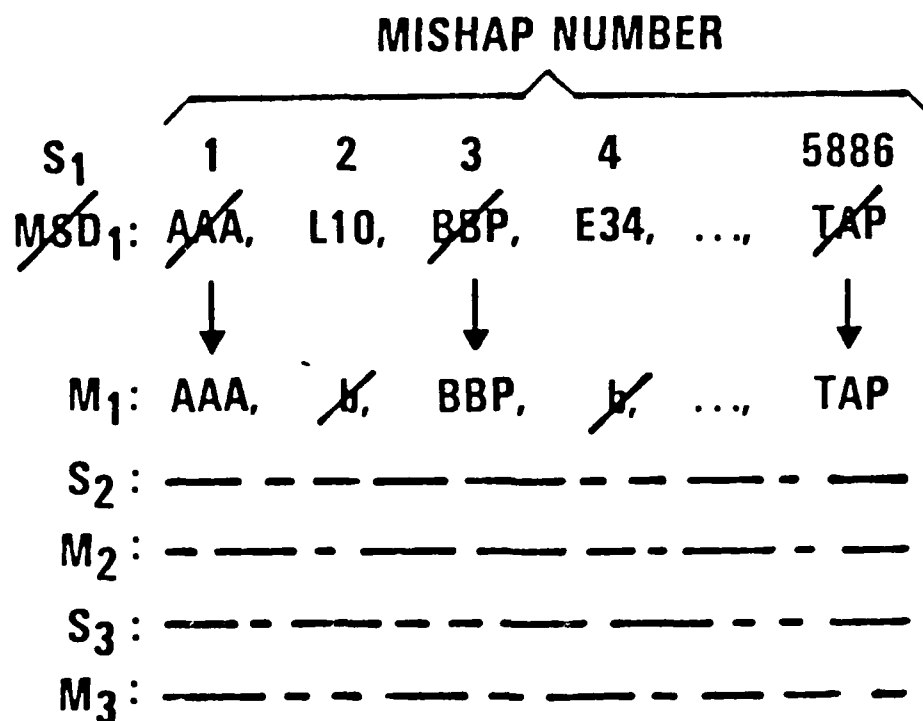 MISHAP NUMBER
S1 1 2 3 4 5886
MSD1: AAA, L10, BBP, E34, ..., TAP
M1: AAA, b, BBP, b, ..., TAP
S2:
M2:
S3:
M3: